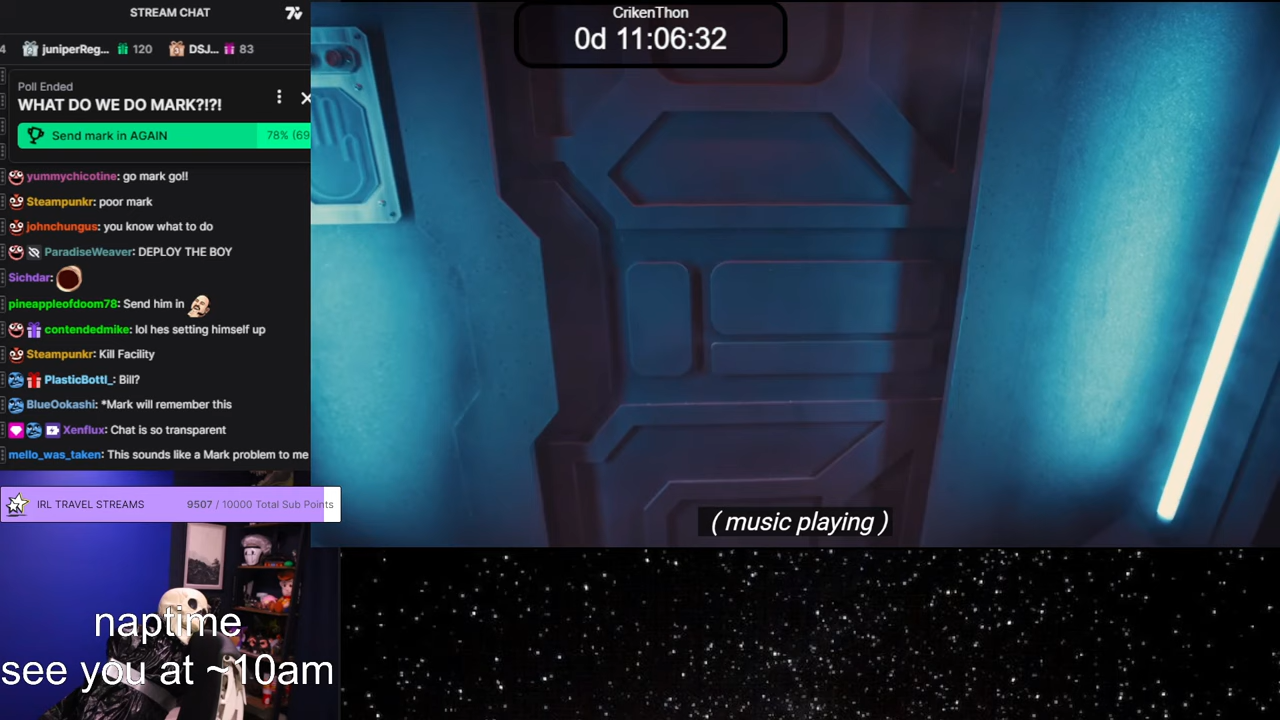 STREAM CHAT
4 juniperReg... 120 DSJ... 83
Poll Ended
WHAT DO WE DO MARK?!?!
Send mark in AGAIN 78% (69
yummychicotine: go mark go!!
Steampunkr: poor mark
johnchungus: you know what to do
ParadiseWeaver: DEPLOY THE BOY
Sichdar:
pineappleofdoom78: Send him in
contendedmike: lol hes setting himself up
Steampunkr: Kill Facility
PlasticBottl_: Bill?
BlueOokashi: *Mark will remember this
Xenflux: Chat is so transparent
mello_was_taken: This sounds like a Mark problem to me
IRL TRAVEL STREAMS 9507 / 10000 Total Sub Points
naptime
see you at ~10am
CrikenThon
0d 11:06:32
( music playing )